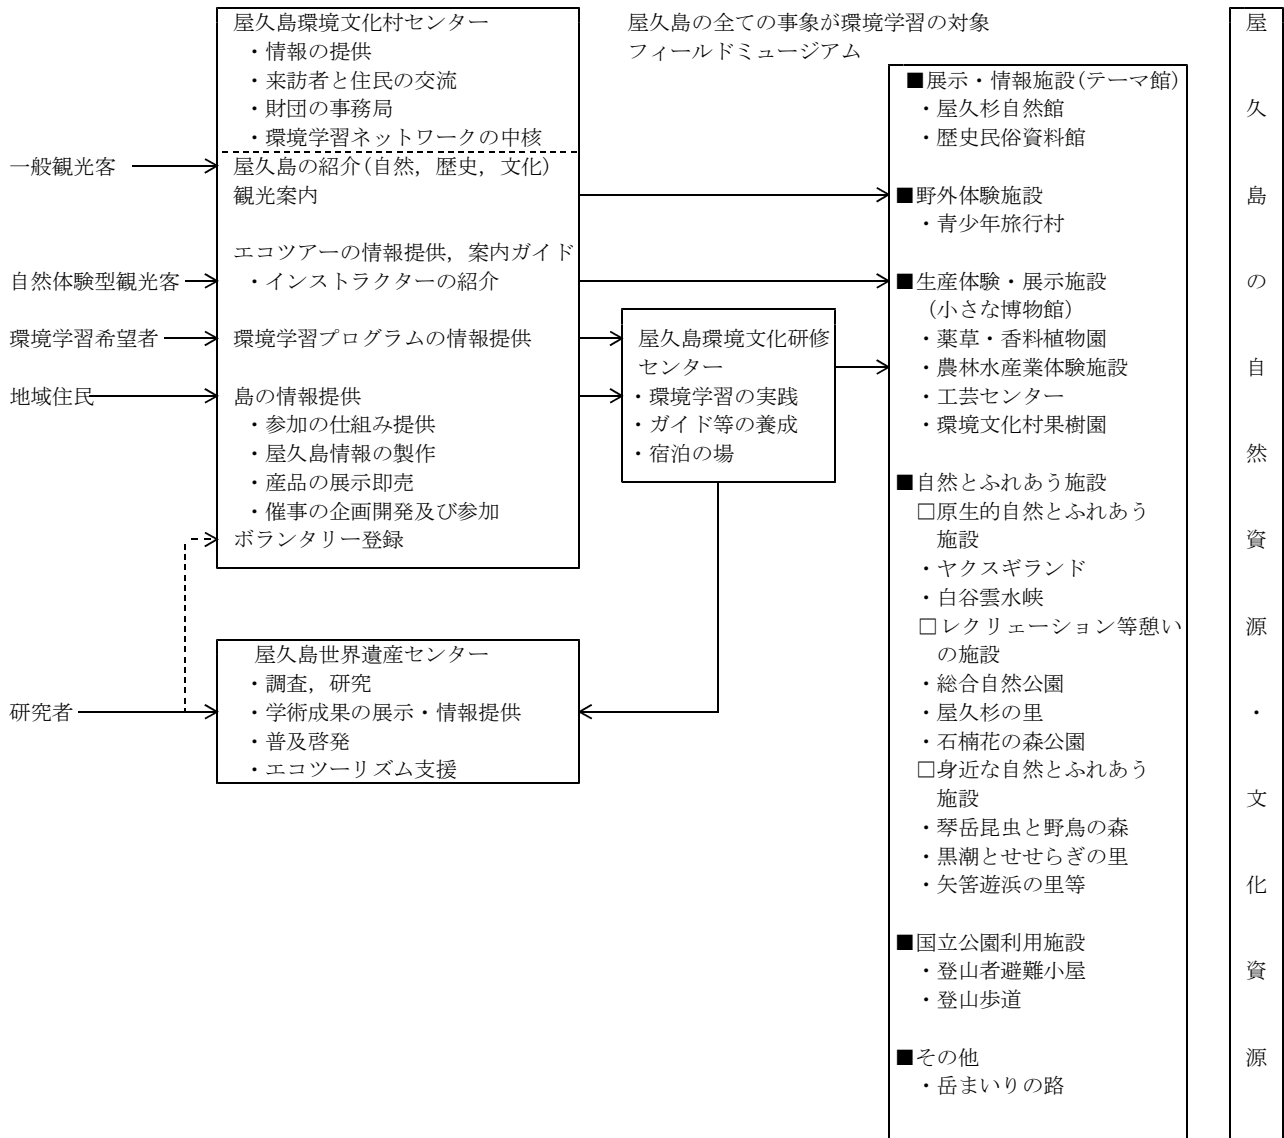 一般観光客
自然体験型観光客
環境学習希望者
地域住民
研究者
屋久島環境文化村センター
・情報の提供
・来訪者と住民の交流
・財団の事務局
・環境学習ネットワークの中核
屋久島の紹介(自然，歴史，文化)
観光案内
エコツアーの情報提供，案内ガイド
・インストラクターの紹介
環境学習プログラムの情報提供
島の情報提供
・参加の仕組み提供
・屋久島情報の製作
・産品の展示即売
・催事の企画開発及び参加
ボランタリー登録
屋久島世界遺産センター
・調査，研究
・学術成果の展示・情報提供
・普及啓発
・エコツーリズム支援
屋久島環境文化研修
センター
・環境学習の実践
・ガイド等の養成
・宿泊の場
屋久島の全ての事象が環境学習の対象
フィールドミュージアム
■展示・情報施設(テーマ館)
・屋久杉自然館
・歴史民俗資料館
■野外体験施設
・青少年旅行村
■生産体験・展示施設
(小さな博物館)
・薬草・香料植物園
・農林水産業体験施設
・工芸センター
・環境文化村果樹園
■自然とふれあう施設
□原生的自然とふれあう
施設
・ヤクスギランド
・白谷雲水峡
□レクリェーション等憩い
の施設
・総合自然公園
・屋久杉の里
・石楠花の森公園
□身近な自然とふれあう
施設
・琴岳昆虫と野鳥の森
・黒潮とせせらぎの里
・矢筈遊浜の里等
■国立公園利用施設
・登山者避難小屋
・登山歩道
■その他
・岳まいりの路
屋久島の自然資源・文化資源